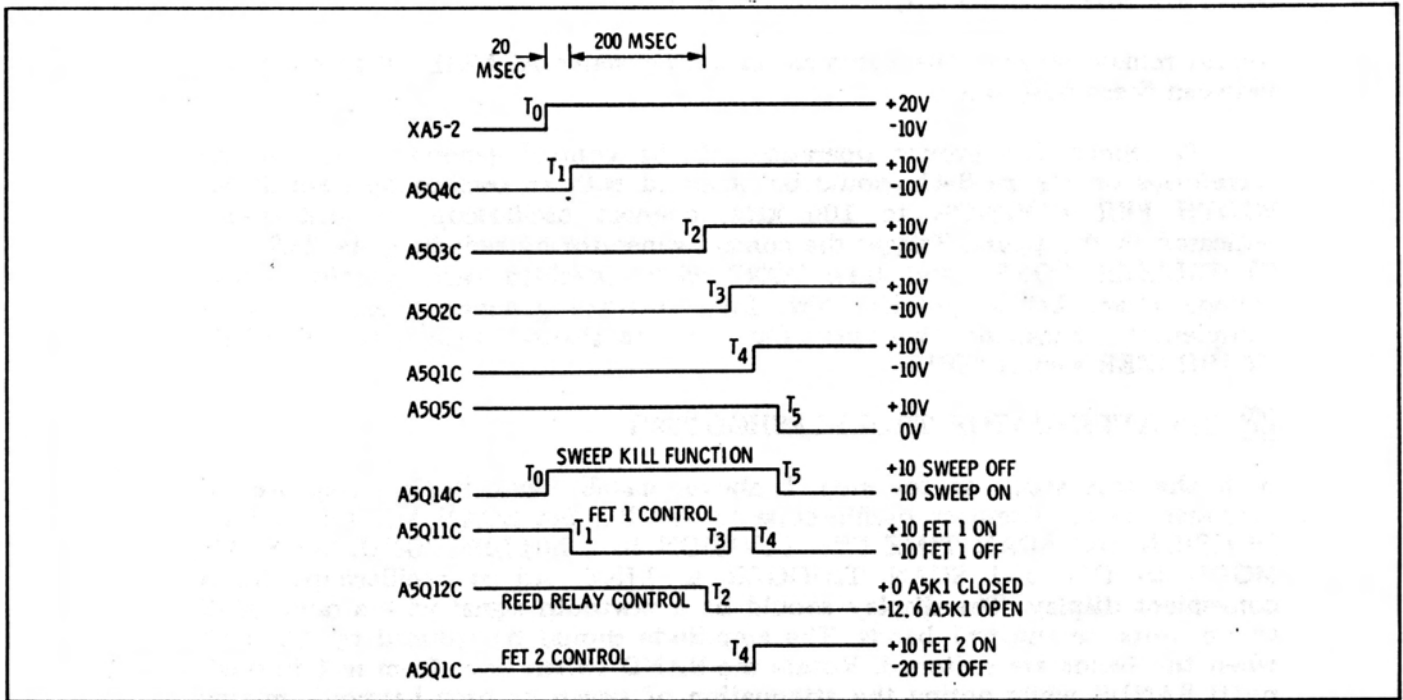 20 MSEC
200 MSEC
T0
+20V
XA5-2
-10V
T1
+10V
A5Q4C
-10V
T2
+10V
A5Q3C
-10V
T3
+10V
A5Q2C
-10V
T4
+10V
A5Q1C
-10V
A5Q5C
T5
+10V
0V
SWEEP KILL FUNCTION
T0
T5
+10 SWEEP OFF
A5Q14C
-10 SWEEP ON
FET 1 CONTROL
A5Q11C
T1
T3
T4
+10 FET 1 ON
-10 FET 1 OFF
A5Q12C
REED RELAY CONTROL
T2
+0 A5K1 CLOSED
-12.6 A5K1 OPEN
FET 2 CONTROL
T4
+10 FET 2 ON
A5Q1C
-20 FET OFF